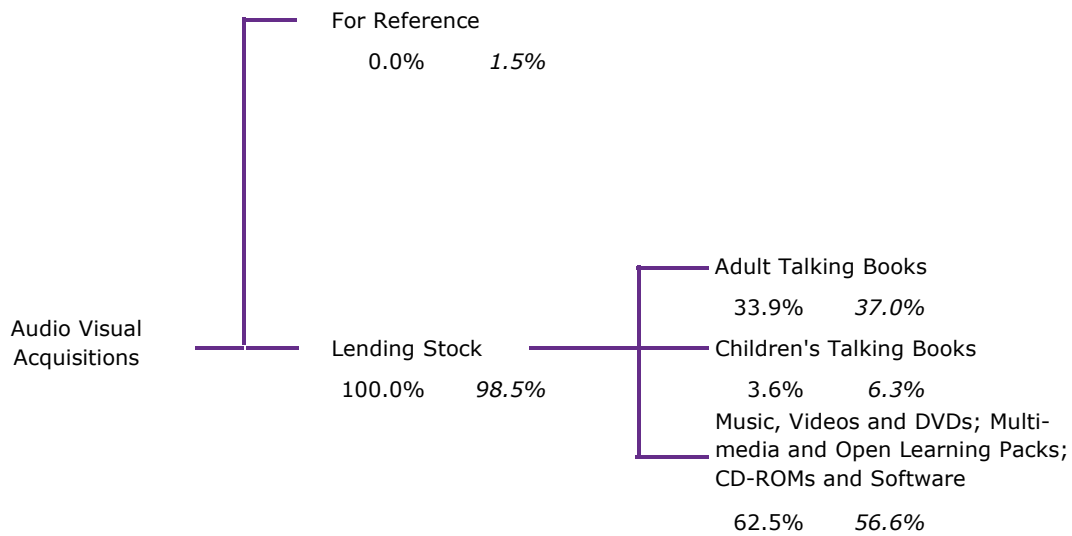 For Reference
0.0% 1.5%
Adult Talking Books
33.9% 37.0%
Audio Visual
Acquisitions
Lending Stock
100.0% 98.5%
Children's Talking Books
3.6% 6.3%
Music, Videos and DVDs; Multi-
media and Open Learning Packs;
CD-ROMs and Software
62.5% 56.6%